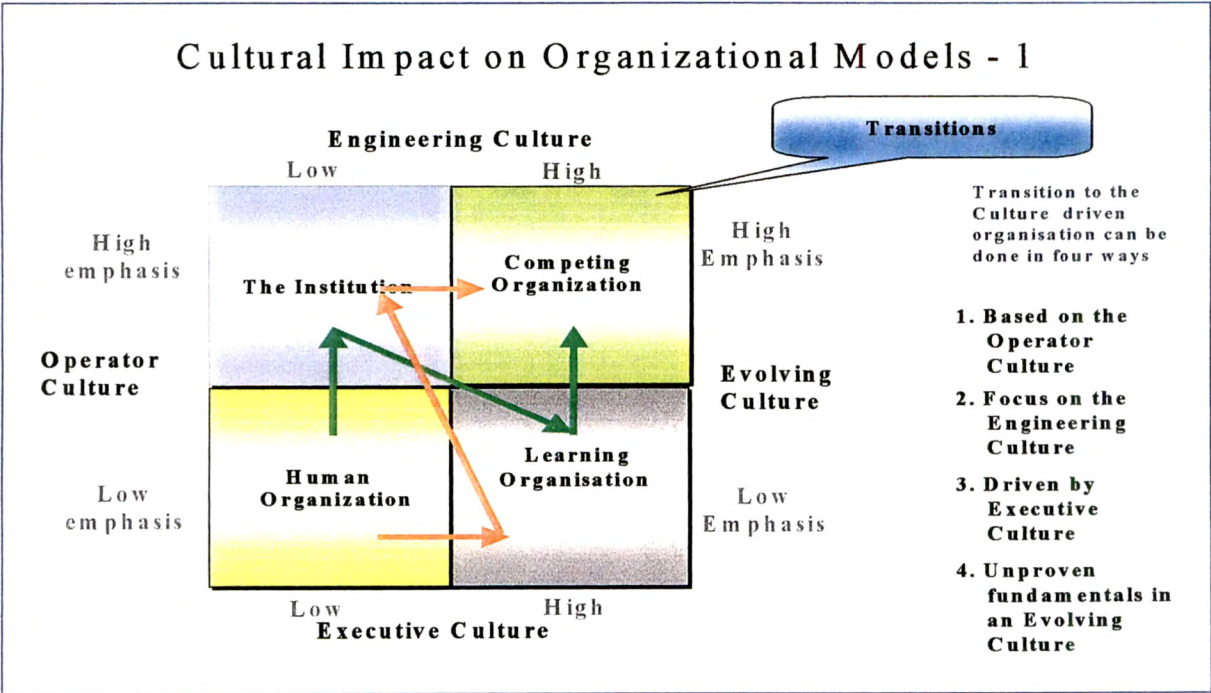 Cultural Impact on Organizational Models - 1
Transitions
Engineering Culture
Low
High
High
emphasis
High
Emphasis
The Institution
Competing
Organization
Operator
Culture
Evolving
Culture
Human
Organization
Learning
Organisation
Low
emphasis
Low
Emphasis
Low
High
Executive Culture
Transition to the
Culture driven
organisation can be
done in four ways
1. Based on the
Operator
Culture
2. Focus on the
Engineering
Culture
3. Driven by
Executive
Culture
4. Unproven
fundamentals in
an Evolving
Culture